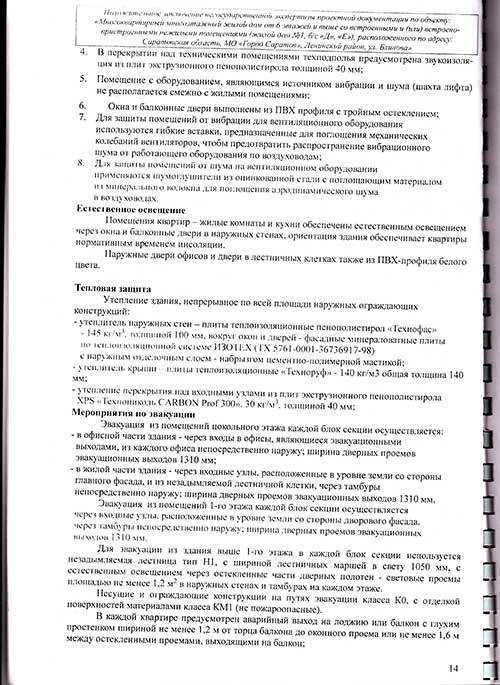 Положительное заключение негосударственной экспертизы проектной документации по объекту:
«Многоквартирный многоэтажный жилой дом от 6 этажей и выше со встроенными и (или) встроено-
пристроенными нежилыми помещениями (жилой дом №1, б/с «Д», «Е»), расположенного по адресу:
Саратовская область, МО «Город Саратов», Ленинский район, ул. Блинова»
4. В перекрытии над техническими помещениями техподполья предусмотрена звукоизоля-
ция из плит экструзионного пенополистирола толщиной 40 мм;
5. Помещение с оборудованием, являющимся источником вибрации и шума (шахта лифта)
не располагается смежно с жилыми помещениями;
6. Окна и балконные двери выполнены из ПВХ профиля с тройным остеклением;
7. Для защиты помещений от вибрации для вентиляционного оборудования
используются гибкие вставки, предназначенные для поглощения механических
колебаний вентиляторов, чтобы предотвратить распространение вибрационного
шума от работающего оборудования по воздуховодам;
8. Для защиты помещений от шума на вентиляционном оборудовании
применяются шумоглушители из оцинкованной стали с поглощающим материалом
из минерального волокна для поглощения аэродинамического шума
в воздуховодах.
Естественное освещение
Помещения квартир – жилые комнаты и кухни обеспечены естественным освещением
через окна и балконные двери в наружных стенах, ориентация здания обеспечивает квартиры
нормативным временем инсоляции.
Наружные двери офисов и двери в лестничных клетках также из ПВХ-профиля белого
цвета.
Тепловая защита
Утепление здания, непрерывное по всей площади наружных ограждающих
конструкций:
- утеплитель наружных стен – плиты теплоизоляционные пенополистирол «Технофас»
- 145 кг/м³, толщиной 100 мм, вокруг окон и дверей - фасадные минераловатные плиты
по теплоизоляционной системе ИЗОТЕХ (ТХ 5761-0001-36736917-98)
с наружным отделочным слоем - набрызгом цементно-полимерной мастикой;
- утеплитель крыши – плиты теплоизоляционные «Техноруф» - 140 кг/м3 общая толщина 140
мм;
- утепление перекрытия над входными узлами из плит экструзионного пенополистирола
XPS «Технониколь CARBON Prof 300», 30 кг/м³, толщиной 40 мм;
Мероприятия по эвакуации
Эвакуация из помещений цокольного этажа каждой блок секции осуществляется:
- в офисной части здания - через входы в офисы, являющиеся эвакуационными
выходами, из каждого офиса непосредственно наружу; ширина дверных проемов
эвакуационных выходов 1310 мм;
- в жилой части здания - через входные узлы, расположенные в уровне земли со стороны
главного фасада, и из незадымляемой лестничной клетки, через тамбуры
непосредственно наружу; ширина дверных проемов эвакуационных выходов 1310 мм.
Эвакуация из помещений 1-го этажа каждой блок секции осуществляется
через входные узлы, расположенные в уровне земли со стороны дворового фасада,
через тамбуры непосредственно наружу; ширина дверных проемов эвакуационных
выходов 1310 мм.
Для эвакуации из здания выше 1-го этажа в каждой блок секции используется
незадымляемая лестница тип Н1, с шириной лестничных маршей в свету 1050 мм, с
естественным освещением через остекленные части дверных полотен - световые проемы
площадью не менее 1,2 м² в наружных стенах и тамбурах на каждом этаже.
Несущие и ограждающие конструкции на путях эвакуации класса К0, с отделкой
поверхностей материалами класса КМ1 (не пожароопасные).
В каждой квартире предусмотрен аварийный выход на лоджию или балкон с глухим
простенком шириной не менее 1,2 м от торца балкона до оконного проема или не менее 1,6 м
между остекленными проемами, выходящими на балкон;
14